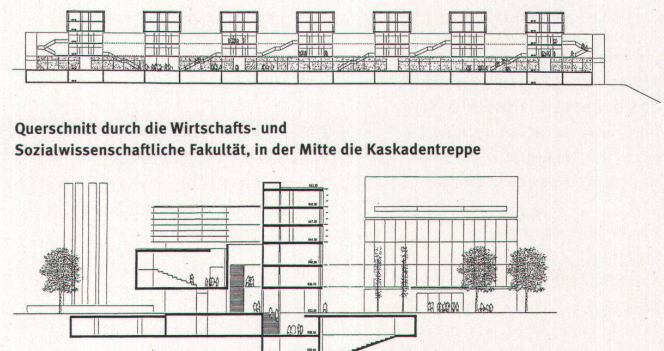 Querschnitt durch die Wirtschafts- und
Sozialwissenschaftliche Fakultät, in der Mitte die Kaskadentreppe